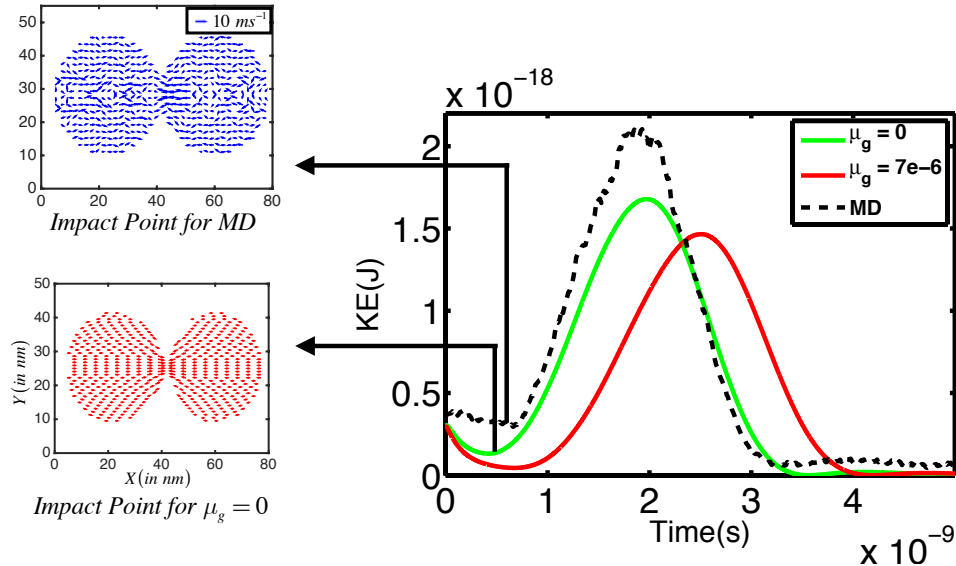 10 ms⁻¹
50
40
30
20
10
0
0 20 40 60 80
Impact Point for MD
50
40
30
20
10
0
Y (in nm)
0 20 40 60 80
X (in nm)
Impact Point for μg = 0
x 10⁻¹⁸
2
1.5
1
0.5
0
KE(J)
μg = 0
μg = 7e−6
MD
0 1 2 3 4
Time(s)
x 10⁻⁹